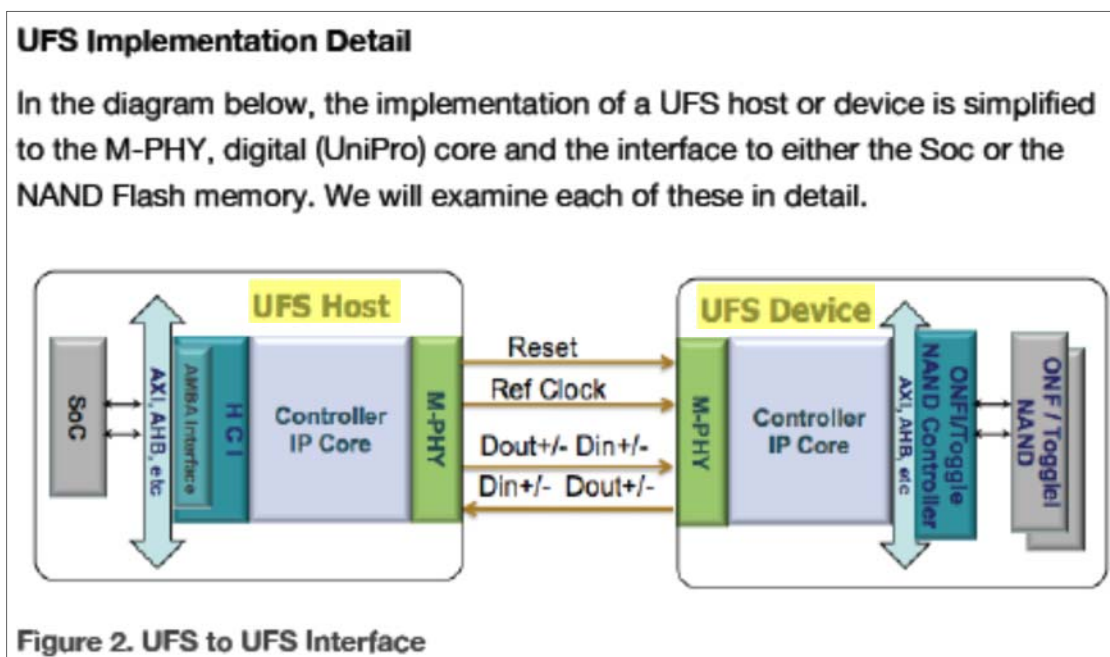 UFS Implementation Detail
In the diagram below, the implementation of a UFS host or device is simplified
to the M-PHY, digital (UniPro) core and the interface to either the Soc or the
NAND Flash memory. We will examine each of these in detail.
UFS Host
SoC
AXI, AHB, etc
AMBA Interface
HCI
Controller
IP Core
M-PHY
Reset
Ref Clock
Dout+/- Din+/-
Din+/- Dout+/-
UFS Device
M-PHY
Controller
IP Core
AXI, AHB, etc
ONFI/Toggle
NAND Controller
ONF / Togglel
NAND
Figure 2. UFS to UFS Interface